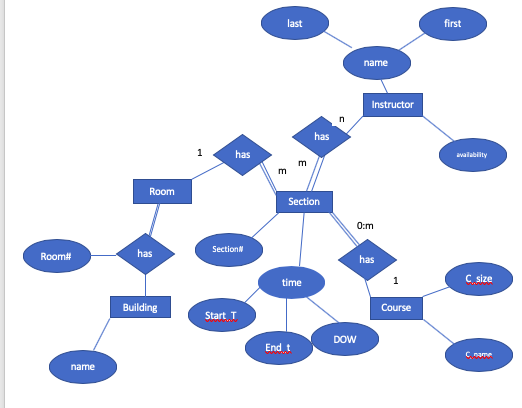 last
first
name
Instructor
n
has
availability
1
has
m
m
Room
Section
Section#
0:m
Room#
has
has
time
1
C_size
Building
Start_T
Course
End_t
DOW
C_name
name